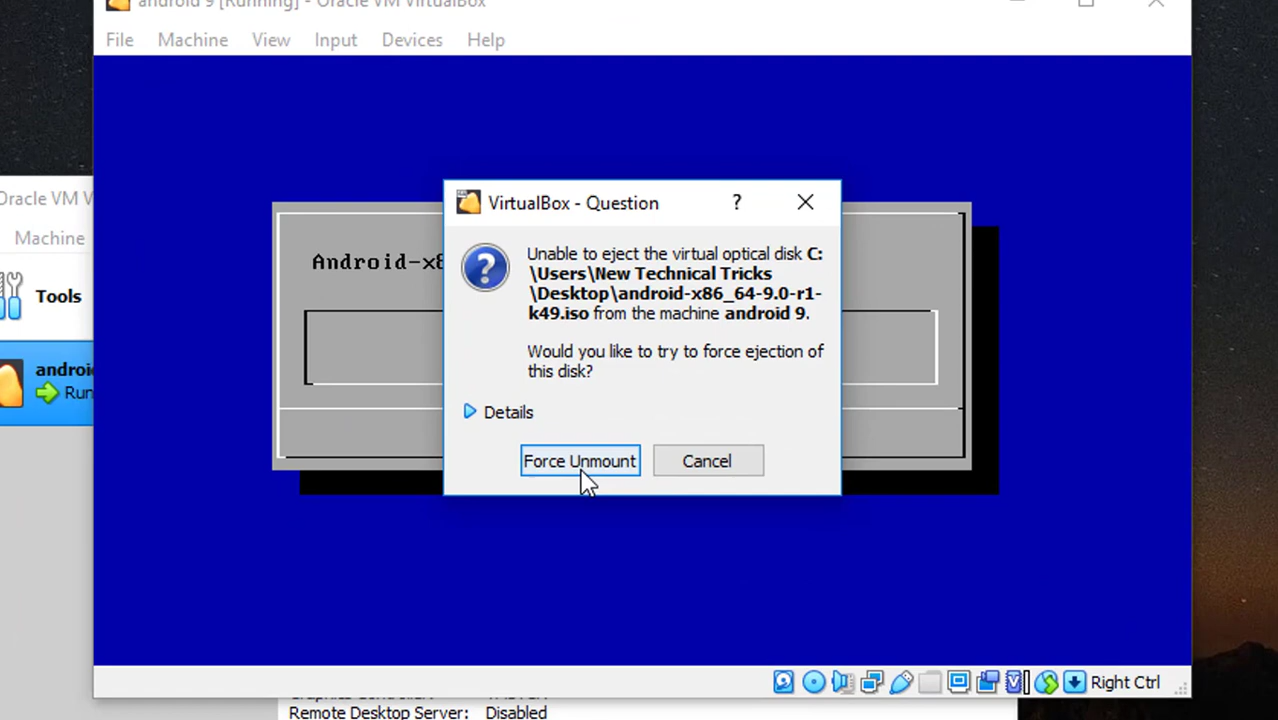 android 9 [Running] - Oracle VM VirtualBox
File Machine View Input Devices Help
Oracle VM V
Machine
Tools
androi
Run
Android-x8
VirtualBox - Question
?
Unable to eject the virtual optical disk C:
\Users\New Technical Tricks
\Desktop\android-x86_64-9.0-r1-
k49.iso from the machine android 9.
Would you like to try to force ejection of
this disk?
Details
Force Unmount Cancel
Right Ctrl
Remote Desktop Server: Disabled